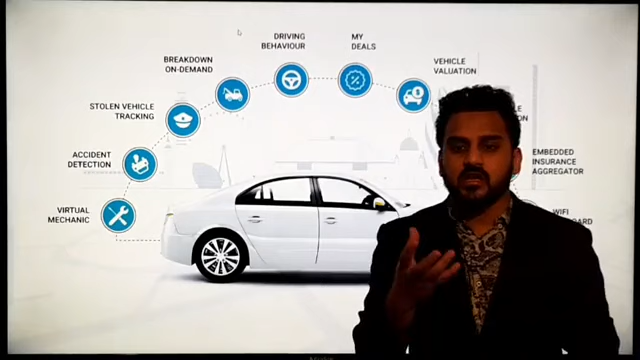 DRIVING
BEHAVIOUR
MY
DEALS
BREAKDOWN
ON-DEMAND
VEHICLE
VALUATION
STOLEN VEHICLE
TRACKING
ACCIDENT
DETECTION
EMBEDDED
INSURANCE
AGGREGATOR
VIRTUAL
MECHANIC
WIFI